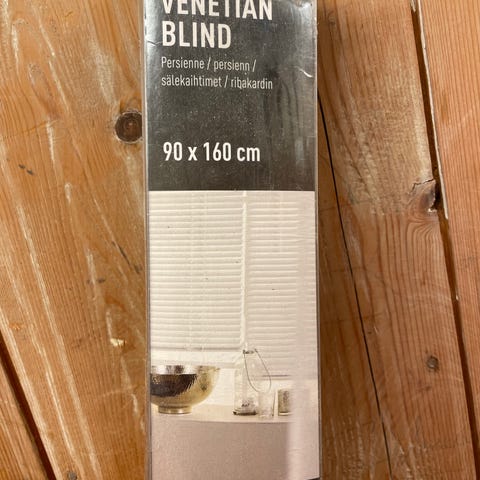 VENETIAN
BLIND
Persienne / persienn /
sälekaihtimet / ribakardin
90 x 160 cm